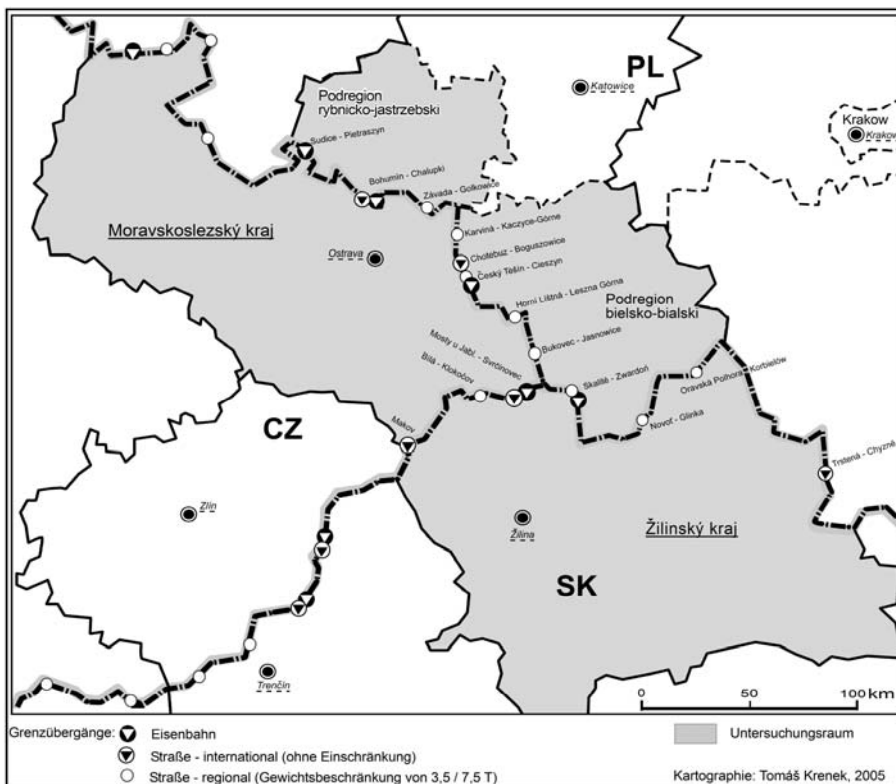 PL
Katowice
Podregion
rybnicko-jastrzebski
Krakow
Krakow
Sudice - Pietraszyn
Bohumín - Chalupki
Závada - Golkowice
Moravskoslezský kraj
Karviná - Kaczyce-Górne
Ostrava
Chotebuz - Boguszowice
Český Těšín - Cieszyn
Horní Lištná - Leszna Górna
Podregion
bielsko-bialski
Mosty u Jabl. - Svrčinovec
Bukovec - Jasnowice
Bílá - Klokočov
Skalité - Zwardoń
Oravská Polhora - Korbielów
Makov
Novoť - Glinka
CZ
Trstená - Chyżne
Zlín
Žilina
Žilinský kraj
SK
Trenčín
0 50 100 km
Grenzübergänge: Eisenbahn
Straße - international (ohne Einschränkung)
Straße - regional (Gewichtsbeschränkung von 3,5 / 7,5 T)
Untersuchungsraum
Kartographie: Tomáš Krenek, 2005